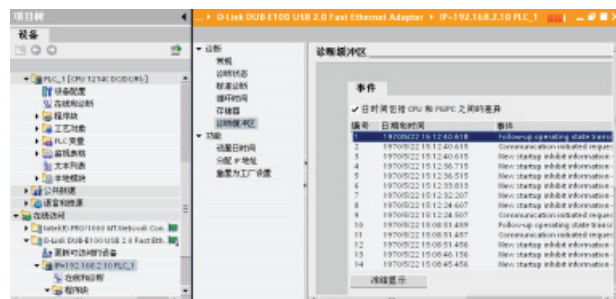 项目树
... ▸ D-Link DUB-E100 USB 2.0 Fast Ethernet Adapter ▸ IP=192.168.2.10 PLC_1
设备
PLC_1 [CPU 1214C DC/DC/Rly]
设备配置
在线和诊断
程序块
工艺对象
PLC 变量
监视表格
文本列表
本地模块
公共数据
语言和资源
在线访问
Intel(R) PRO/1000 MT Network Con...
D-Link DUB-E100 USB 2.0 Fast Eth...
更新可访问的设备
IP=192.168.2.10 PLC_1
在线和诊断
程序块
诊断
常规
诊断状态
标准诊断
循环时间
存储器
诊断缓冲区
功能
设置日时间
分配 IP 地址
重置为工厂设置
诊断缓冲区
事件
日时间包括 CPU 和 PG/PC 之间的差异
编号 日期和时间 事件
1 1970/5/22 15:12:40.618 Follow-up operating state transi
2 1970/5/22 15:12:40.615 Communication initiated reques
3 1970/5/22 15:12:40.615 New startup inhibit information -
4 1970/5/22 15:12:36.715 New startup inhibit information -
5 1970/5/22 15:12:36.515 New startup inhibit information -
6 1970/5/22 15:12:33.813 New startup inhibit information -
7 1970/5/22 15:12:32.207 New startup inhibit information -
8 1970/5/22 15:12:24.507 New startup inhibit information -
9 1970/5/22 15:12:24.507 Communication initiated reques
10 1970/5/22 15:08:51.459 Follow-up operating state transi
11 1970/5/22 15:08:51.457 Communication initiated reques
12 1970/5/22 15:08:51.456 New startup inhibit information -
13 1970/5/22 15:08:46.156 New startup inhibit information -
14 1970/5/22 15:08:45.456 New startup inhibit information -
冻结显示